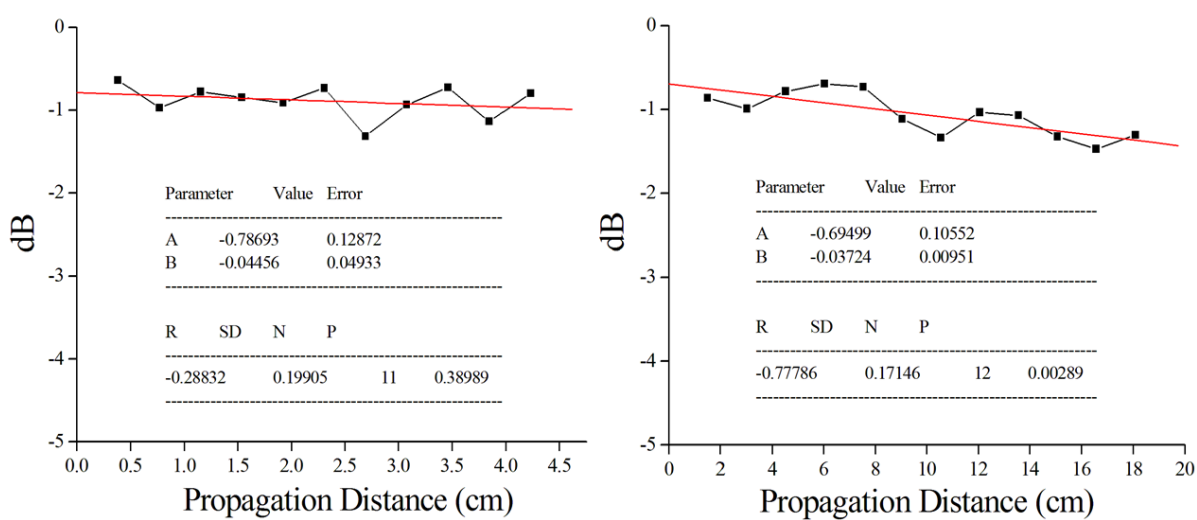 0
-1
-2
-3
-4
-5
dB
Parameter Value Error
------------------------------------------------------------
A -0.78693 0.12872
B -0.04456 0.04933
------------------------------------------------------------
R SD N P
------------------------------------------------------------
-0.28832 0.19905 11 0.38989
------------------------------------------------------------
0.0 0.5 1.0 1.5 2.0 2.5 3.0 3.5 4.0 4.5
Propagation Distance (cm)
0
-1
-2
-3
-4
-5
dB
Parameter Value Error
------------------------------------------------------------
A -0.69499 0.10552
B -0.03724 0.00951
------------------------------------------------------------
R SD N P
------------------------------------------------------------
-0.77786 0.17146 12 0.00289
------------------------------------------------------------
0 2 4 6 8 10 12 14 16 18 20
Propagation Distance (cm)